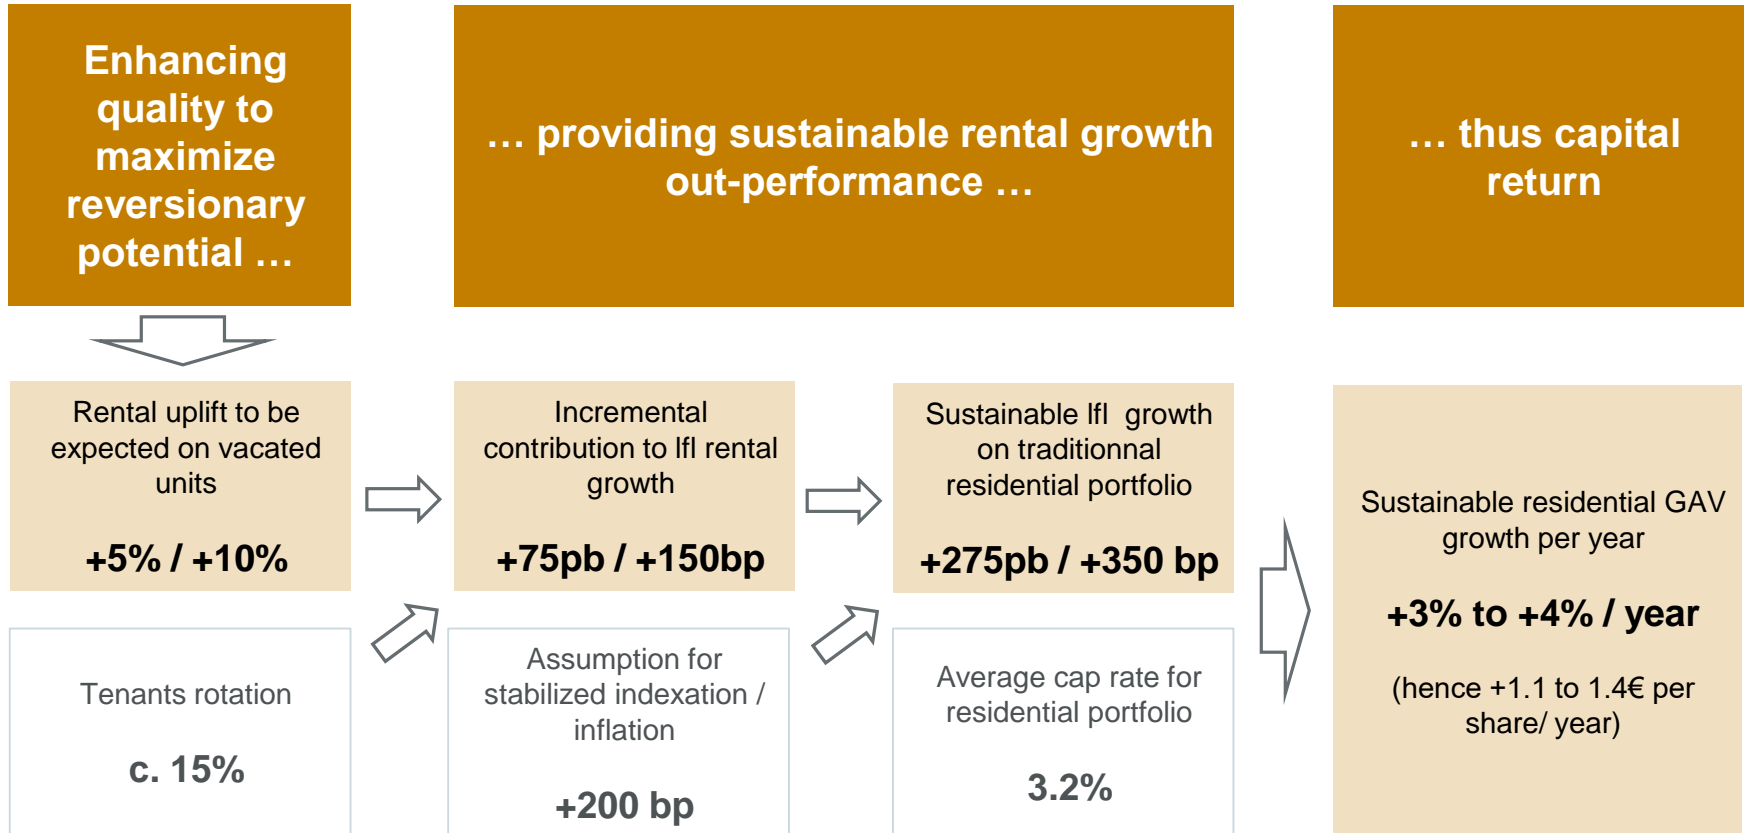 Enhancing
quality to
maximize
reversionary
potential …
… providing sustainable rental growth
out-performance …
… thus capital
return
Rental uplift to be
expected on vacated
units
+5% / +10%
Incremental
contribution to lfl rental
growth
+75pb / +150bp
Sustainable lfl growth
on traditionnal
residential portfolio
+275pb / +350 bp
Sustainable residential GAV
growth per year
+3% to +4% / year
(hence +1.1 to 1.4€ per
share/ year)
Tenants rotation
c. 15%
Assumption for
stabilized indexation /
inflation
+200 bp
Average cap rate for
residential portfolio
3.2%